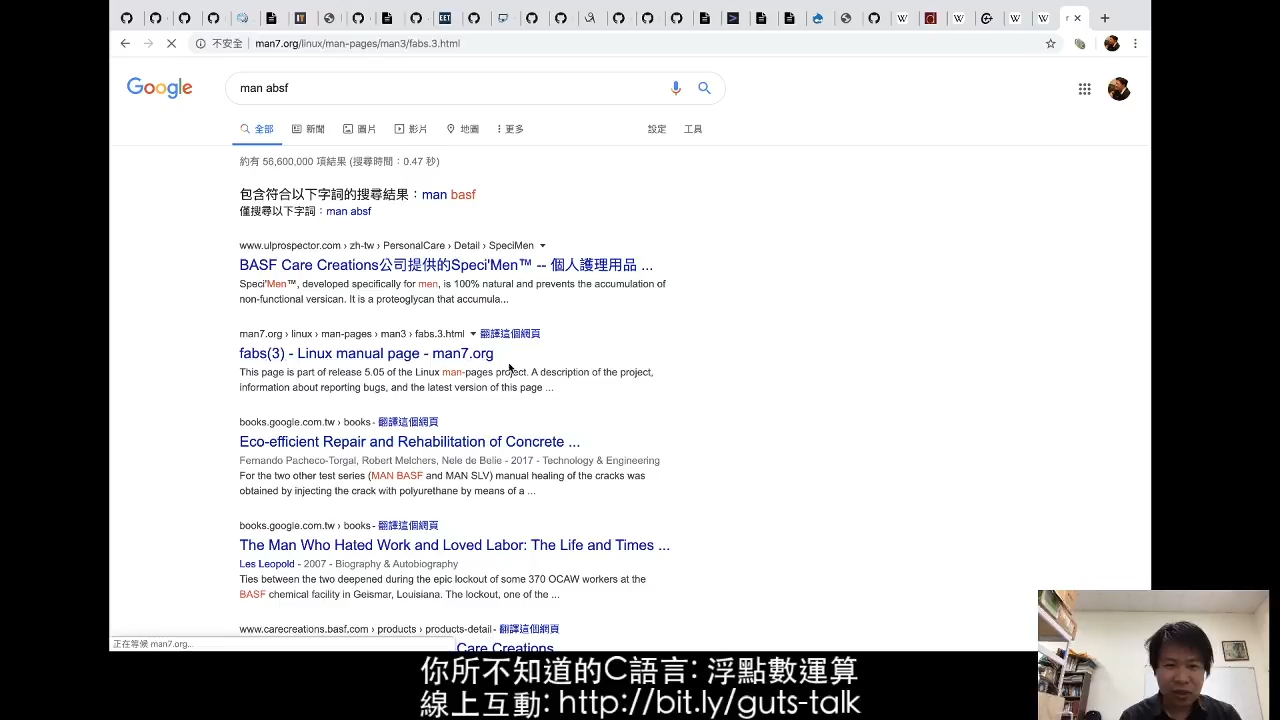 不安全
man7.org/linux/man-pages/man3/fabs.3.html
Google
man absf
全部
新聞
圖片
影片
地圖
更多
設定
工具
約有 56,600,000 項結果 (搜尋時間：0.47 秒)
包含符合以下字詞的搜尋結果：man basf
僅搜尋以下字詞：man absf
www.ulprospector.com › zh-tw › PersonalCare › Detail › SpeciMen
BASF Care Creations公司提供的Speci'Men™ -- 個人護理用品 ...
Speci'Men™, developed specifically for men, is 100% natural and prevents the accumulation of
non-functional versican. It is a proteoglycan that accumula...
man7.org › linux › man-pages › man3 › fabs.3.html 翻譯這個網頁
fabs(3) - Linux manual page - man7.org
This page is part of release 5.05 of the Linux man-pages project. A description of the project,
information about reporting bugs, and the latest version of this page ...
books.google.com.tw › books - 翻譯這個網頁
Eco-efficient Repair and Rehabilitation of Concrete ...
Fernando Pacheco-Torgal, Robert Melchers, Nele de Belie - 2017 - Technology & Engineering
For the two other test series (MAN BASF and MAN SLV) manual healing of the cracks was
obtained by injecting the crack with polyurethane by means of a ...
books.google.com.tw › books - 翻譯這個網頁
The Man Who Hated Work and Loved Labor: The Life and Times ...
Les Leopold - 2007 - Biography & Autobiography
Ties between the two deepened during the epic lockout of some 370 OCAW workers at the
BASF chemical facility in Geismar, Louisiana. The lockout, one of the ...
www.carecreations.basf.com › products › products-detail - 翻譯這個網頁
Care Creations
正在等候 man7.org...
你所不知道的C語言: 浮點數運算
線上互動: http://bit.ly/guts-talk